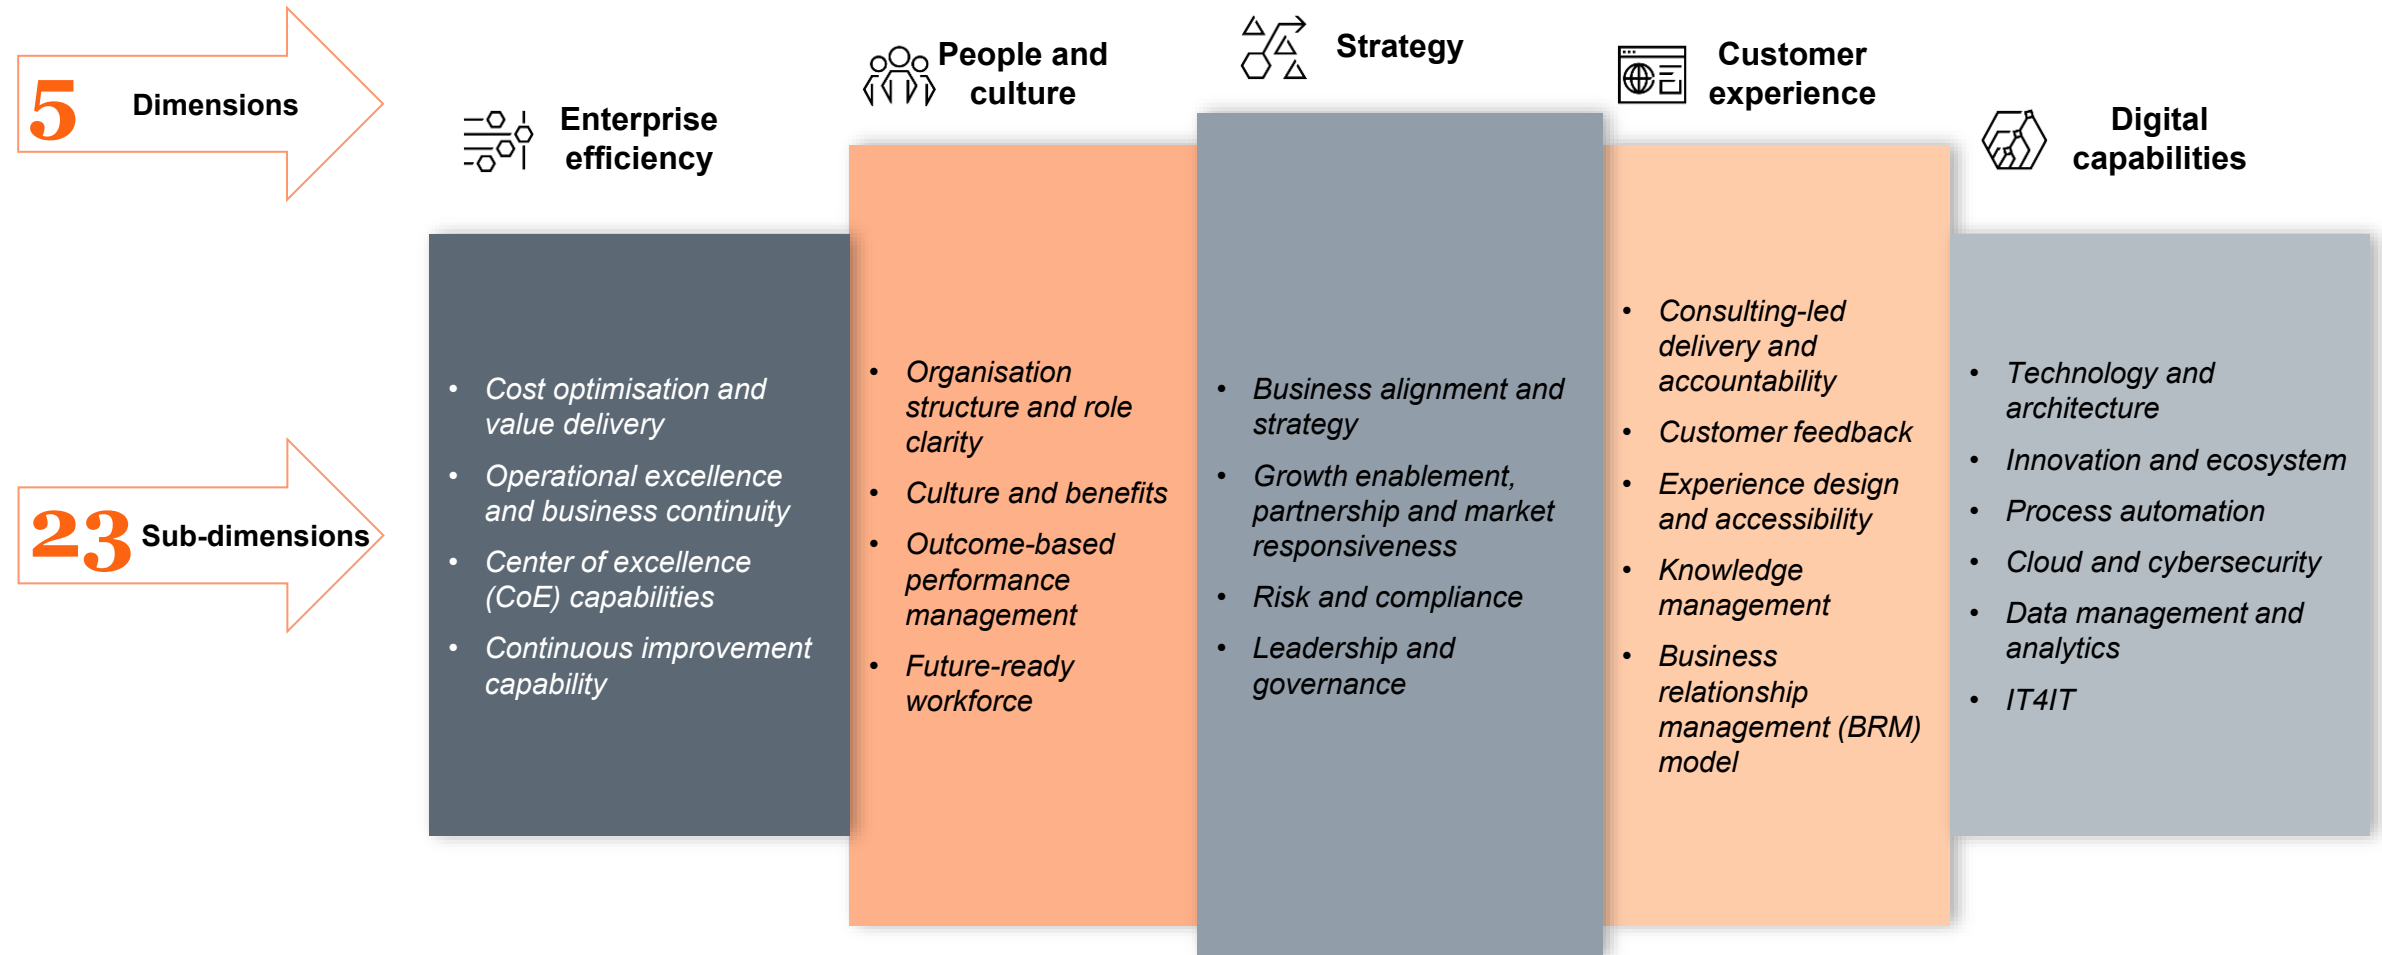 5
Dimensions
Enterprise
efficiency
People and
culture
Strategy
Customer
experience
Digital
capabilities
23
Sub-dimensions
• Cost optimisation and
value delivery
• Operational excellence
and business continuity
• Center of excellence
(CoE) capabilities
• Continuous improvement
capability
• Organisation
structure and role
clarity
• Culture and benefits
• Outcome-based
performance
management
• Future-ready
workforce
• Business alignment and
strategy
• Growth enablement,
partnership and market
responsiveness
• Risk and compliance
• Leadership and
governance
• Consulting-led
delivery and
accountability
• Customer feedback
• Experience design
and accessibility
• Knowledge
management
• Business
relationship
management (BRM)
model
• Technology and
architecture
• Innovation and ecosystem
• Process automation
• Cloud and cybersecurity
• Data management and
analytics
• IT4IT